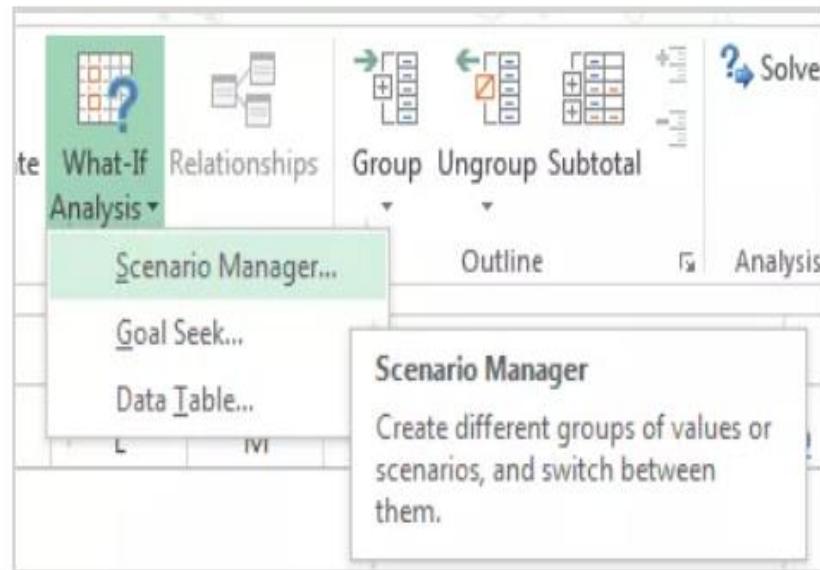 te What-If Relationships Group Ungroup Subtotal Solve
Analysis
Outline Analysis
Scenario Manager...
Goal Seek...
Data Table...
Scenario Manager
Create different groups of values or
scenarios, and switch between
them.
L M